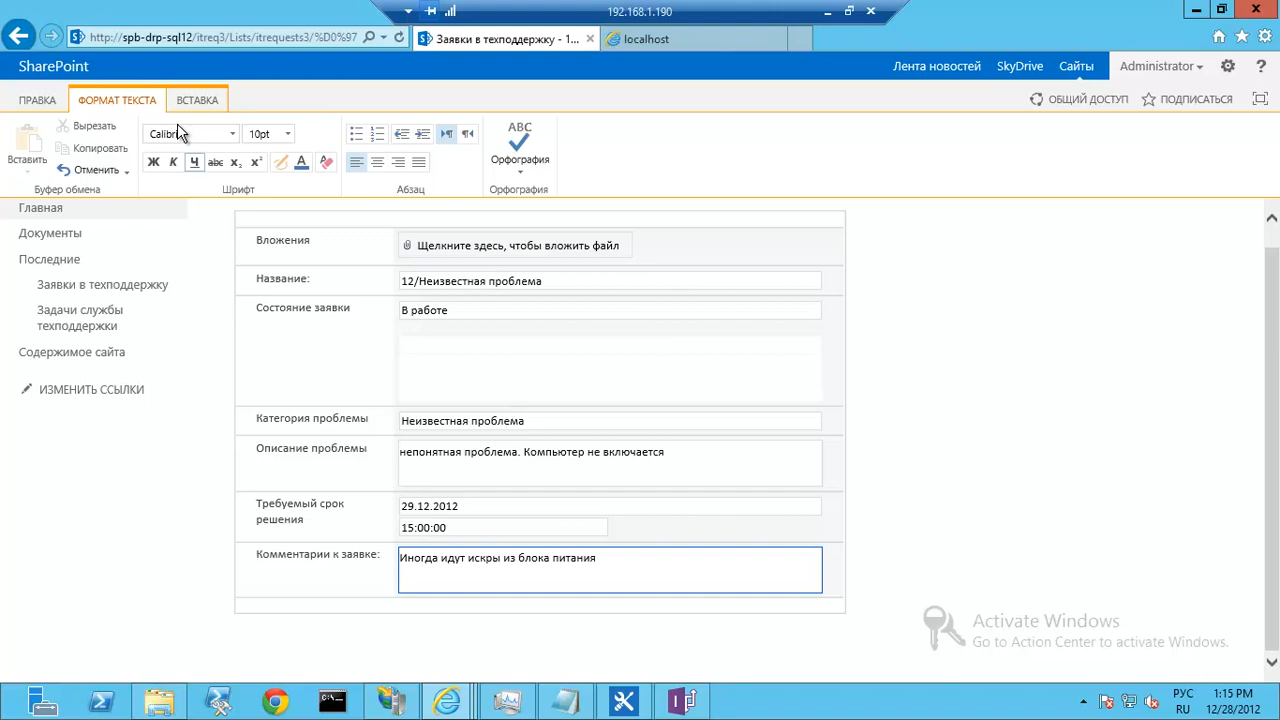 192.168.1.190
http://spb-drp-sql12/itreq3/Lists/itrequests3/%D0%97
Заявки в техподдержку - 1...
localhost
SharePoint
Лента новостей
SkyDrive
Сайты
Administrator
ПРАВКА
ФОРМАТ ТЕКСТА
ВСТАВКА
ОБЩИЙ ДОСТУП
ПОДПИСАТЬСЯ
Вставить
Вырезать
Копировать
Отменить
Буфер обмена
10pt
Ж К Ч abc x₂ x² A
Шрифт
Абзац
ABC
Орфография
Орфография
Главная
Документы
Последние
Заявки в техподдержку
Задачи службы
техподдержки
Содержимое сайта
ИЗМЕНИТЬ ССЫЛКИ
Вложения
Щелкните здесь, чтобы вложить файл
Название:
12/Неизвестная проблема
Состояние заявки
В работе
Категория проблемы
Неизвестная проблема
Описание проблемы
непонятная проблема. Компьютер не включается
Требуемый срок
решения
29.12.2012
15:00:00
Комментарии к заявке:
Иногда идут искры из блока питания
Activate Windows
Go to Action Center to activate Windows.
РУС
RU
1:15 PM
12/28/2012